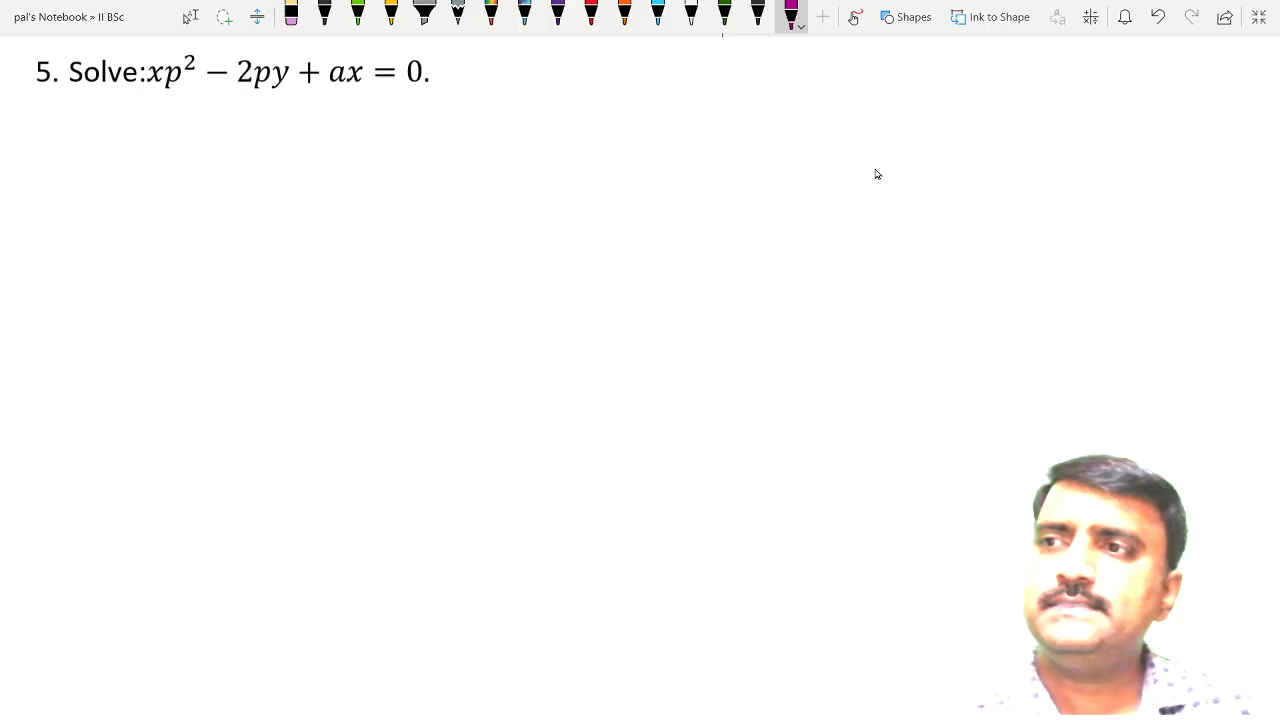 pal's Notebook » II BSc Shapes Ink to Shape
5. Solve:xp² − 2py + ax = 0.